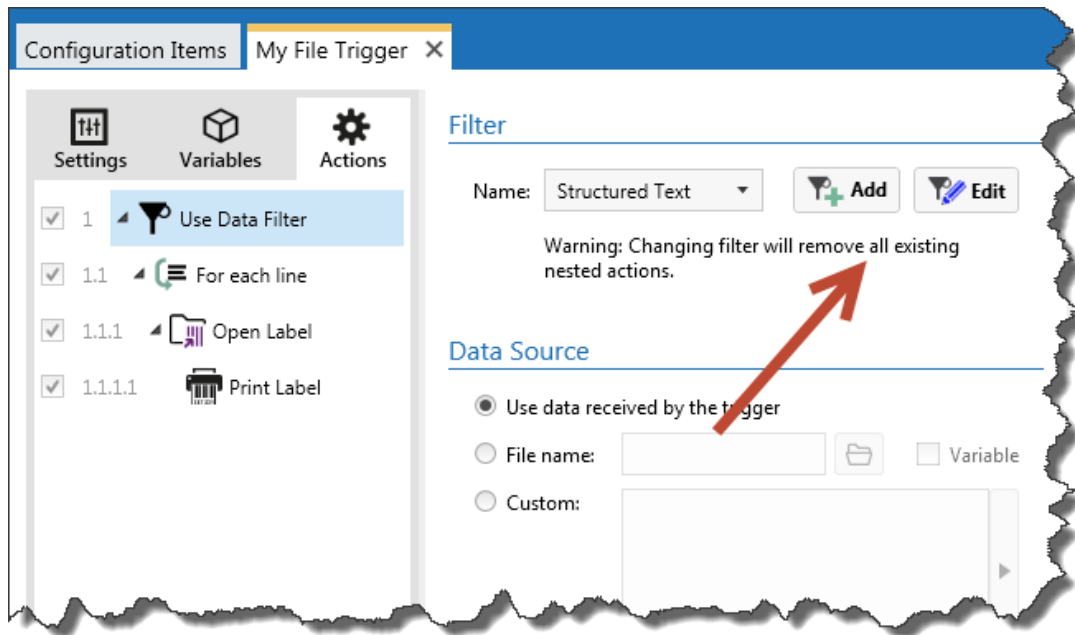 Configuration Items
My File Trigger
Settings
Variables
Actions
1 Use Data Filter
1.1 For each line
1.1.1 Open Label
1.1.1.1 Print Label
Filter
Name: Structured Text Add Edit
Warning: Changing filter will remove all existing
nested actions.
Data Source
Use data received by the trigger
File name: Variable
Custom: